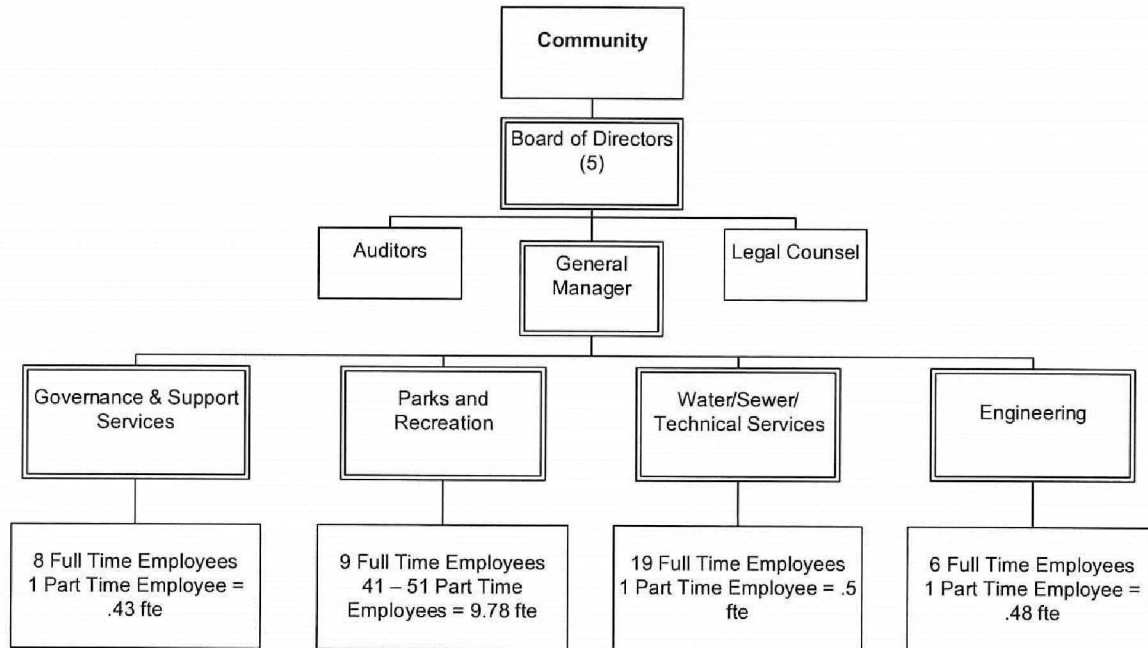 Community
Board of Directors
(5)
Auditors
General
Manager
Legal Counsel
Governance & Support
Services
Parks and
Recreation
Water/Sewer/
Technical Services
Engineering
8 Full Time Employees
1 Part Time Employee =
.43 fte
9 Full Time Employees
41 – 51 Part Time
Employees = 9.78 fte
19 Full Time Employees
1 Part Time Employee = .5
fte
6 Full Time Employees
1 Part Time Employee =
.48 fte